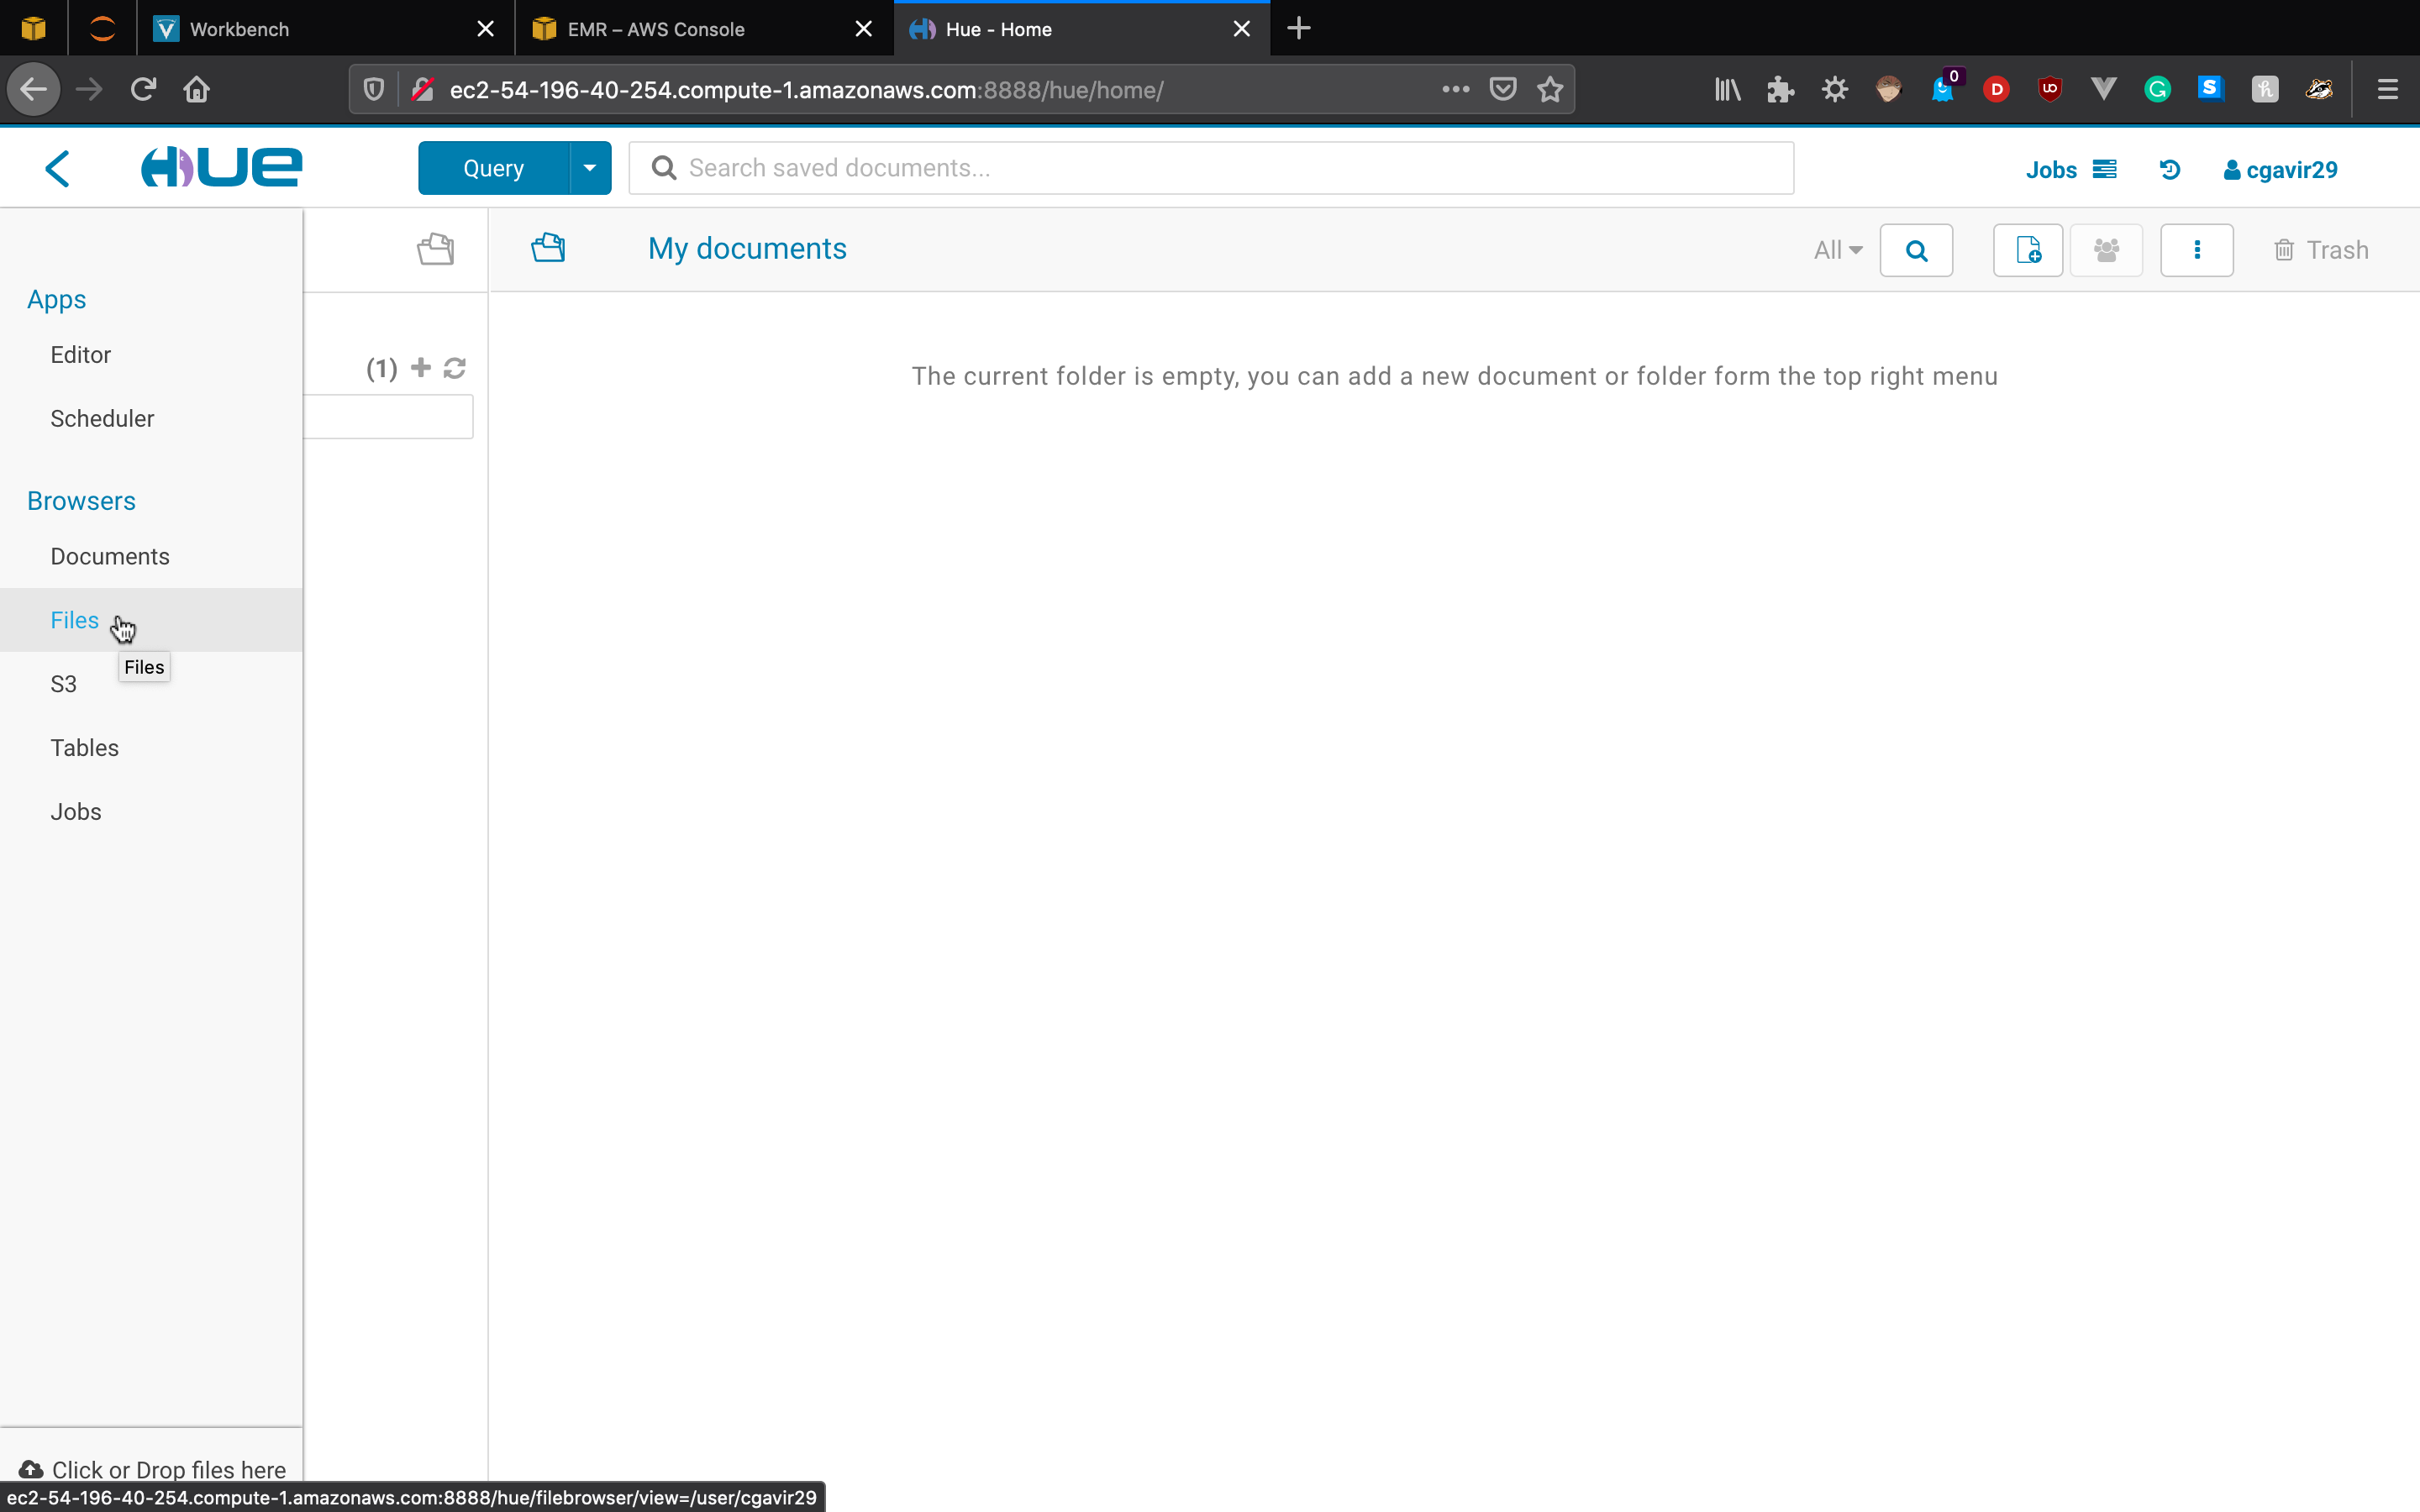 Workbench
EMR – AWS Console
Hue - Home
ec2-54-196-40-254.compute-1.amazonaws.com:8888/hue/home/
0
D
UD
G
S
h
HUE
Query
Search saved documents...
Jobs
cgavir29
My documents
All
Trash
Apps
Editor
(1)
The current folder is empty, you can add a new document or folder form the top right menu
Scheduler
Browsers
Documents
Files
Files
S3
Tables
Jobs
Click or Drop files here
ec2-54-196-40-254.compute-1.amazonaws.com:8888/hue/filebrowser/view=/user/cgavir29